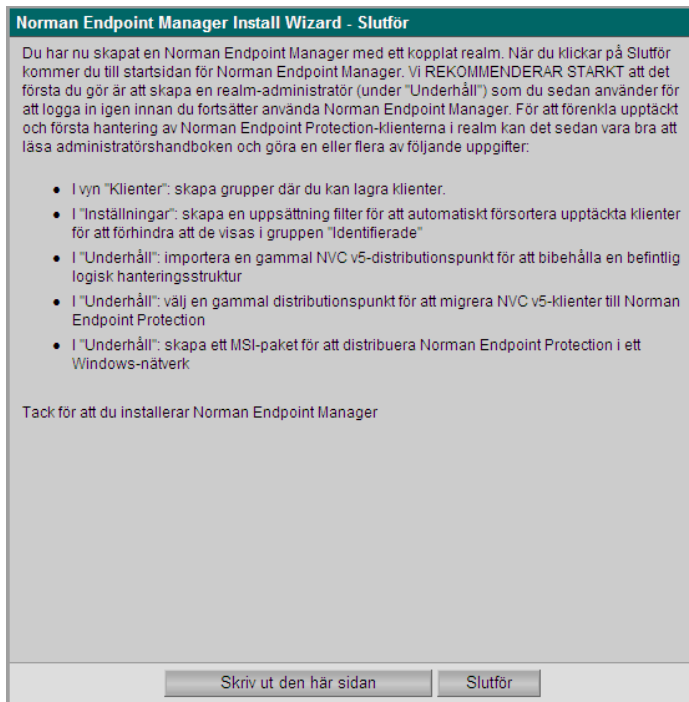 Norman Endpoint Manager Install Wizard - Slutför
Du har nu skapat en Norman Endpoint Manager med ett kopplat realm. När du klickar på Slutför
kommer du till startsidan för Norman Endpoint Manager. Vi REKOMMENDERAR STARKT att det
första du gör är att skapa en realm-administratör (under "Underhåll") som du sedan använder för
att logga in igen innan du fortsätter använda Norman Endpoint Manager. För att förenkla upptäckt
och första hantering av Norman Endpoint Protection-klienterna i realm kan det sedan vara bra att
läsa administratörshandboken och göra en eller flera av följande uppgifter:
● I vyn "Klienter": skapa grupper där du kan lagra klienter.
● I "Inställningar": skapa en uppsättning filter för att automatiskt försortera upptäckta klienter
för att förhindra att de visas i gruppen "Identifierade"
● I "Underhåll": importera en gammal NVC v5-distributionspunkt för att bibehålla en befintlig
logisk hanteringsstruktur
● I "Underhåll": välj en gammal distributionspunkt för att migrera NVC v5-klienter till Norman
Endpoint Protection
● I "Underhåll": skapa ett MSI-paket för att distribuera Norman Endpoint Protection i ett
Windows-nätverk
Tack för att du installerar Norman Endpoint Manager
Skriv ut den här sidan
Slutför